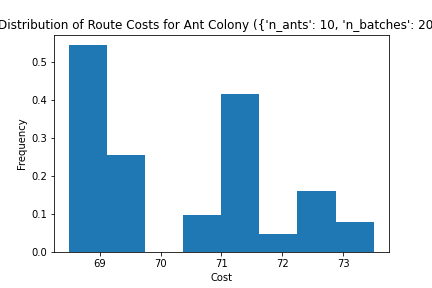 Distribution of Route Costs for Ant Colony ({'n_ants': 10, 'n_batches': 20
0.5
0.4
0.3
0.2
0.1
0.0
Frequency
69 70 71 72 73
Cost